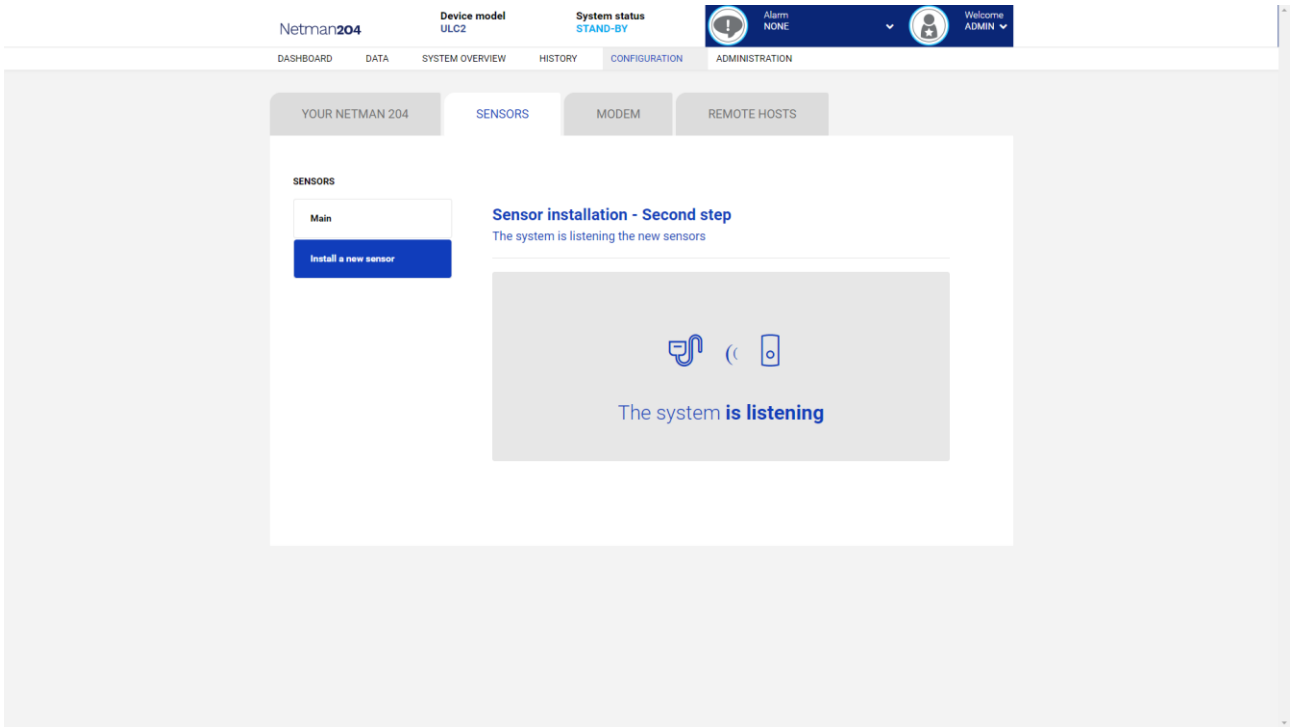 Netman204
Device model
ULC2
System status
STAND-BY
Alarm
NONE
Welcome
ADMIN
DASHBOARD DATA SYSTEM OVERVIEW HISTORY CONFIGURATION ADMINISTRATION
YOUR NETMAN 204 SENSORS MODEM REMOTE HOSTS
SENSORS
Main
Install a new sensor
Sensor installation - Second step
The system is listening the new sensors
The system is listening